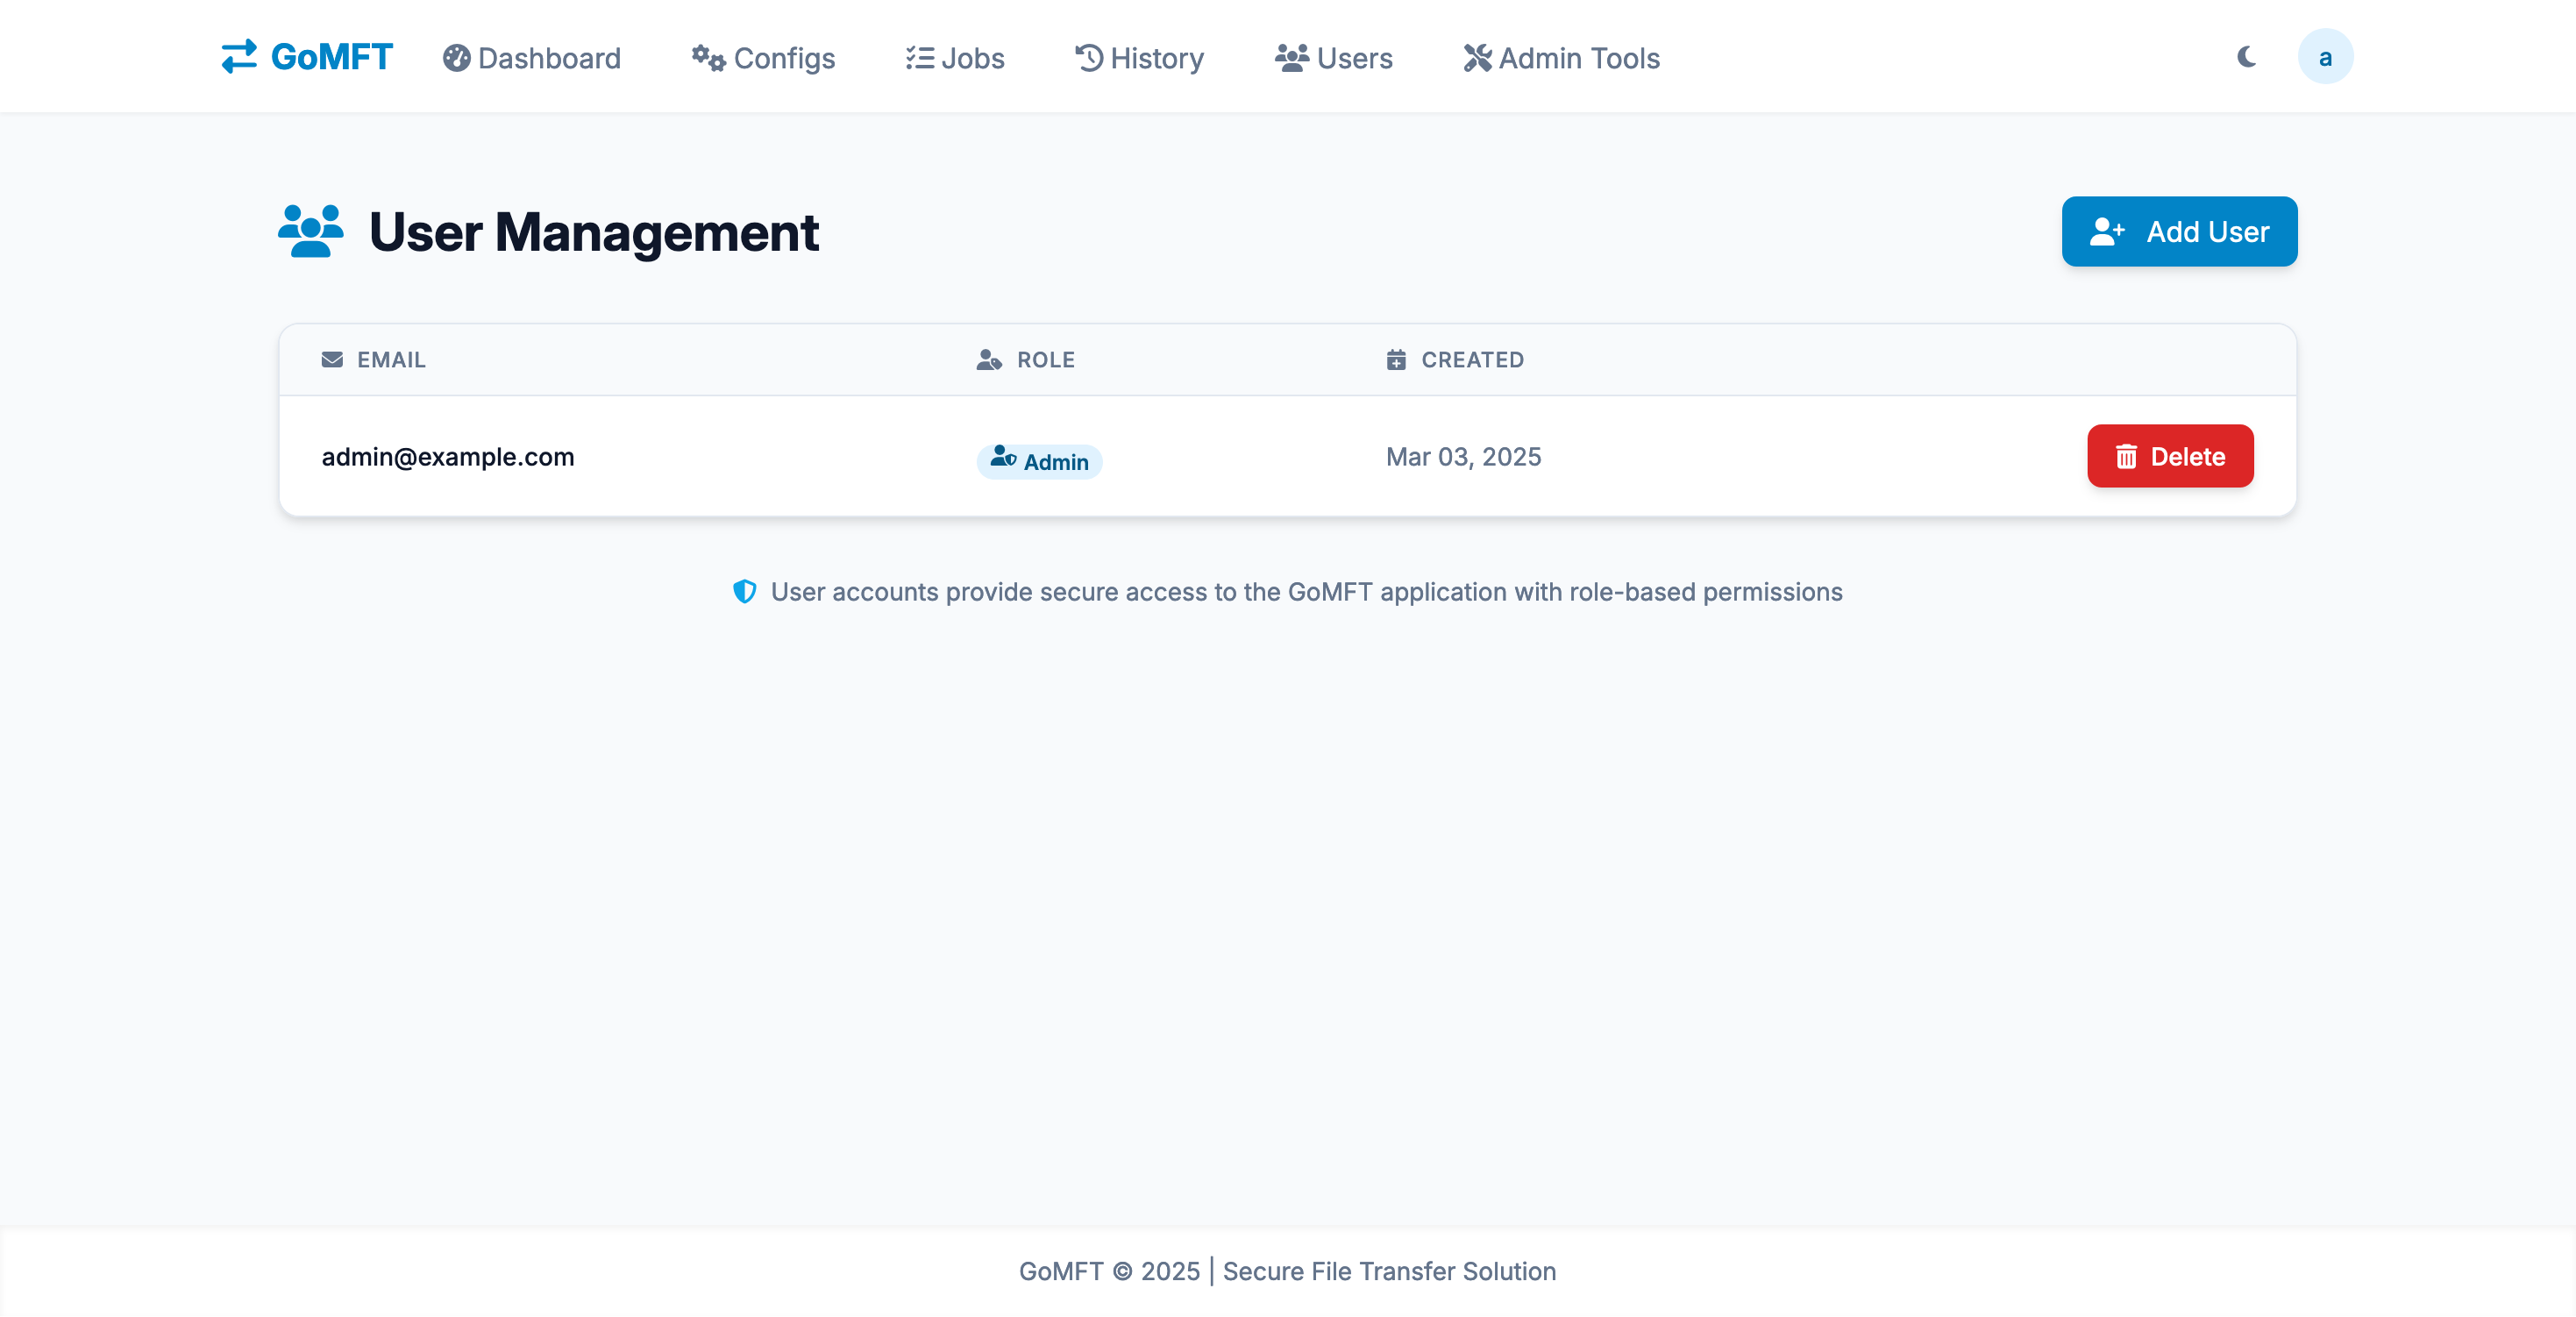 GoMFT Dashboard Configs Jobs History Users Admin Tools a
User Management Add User
EMAIL ROLE CREATED
admin@example.com Admin Mar 03, 2025 Delete
User accounts provide secure access to the GoMFT application with role-based permissions
GoMFT © 2025 | Secure File Transfer Solution